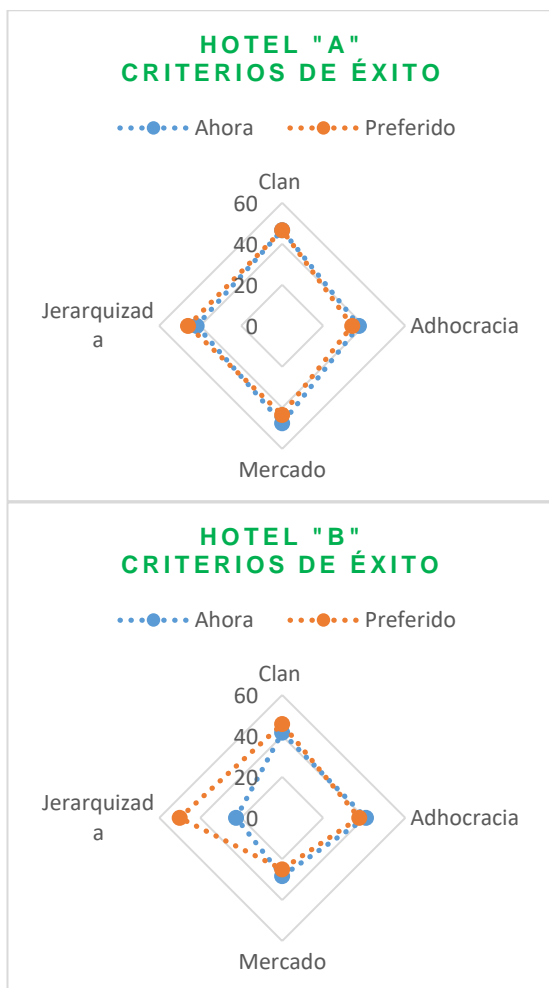 HOTEL "A"
CRITERIOS DE ÉXITO
Ahora Preferido
Clan
60
40
20
0
Jerarquizad
a
Adhocracia
Mercado
HOTEL "B"
CRITERIOS DE ÉXITO
Ahora Preferido
Clan
60
40
20
0
Jerarquizad
a
Adhocracia
Mercado